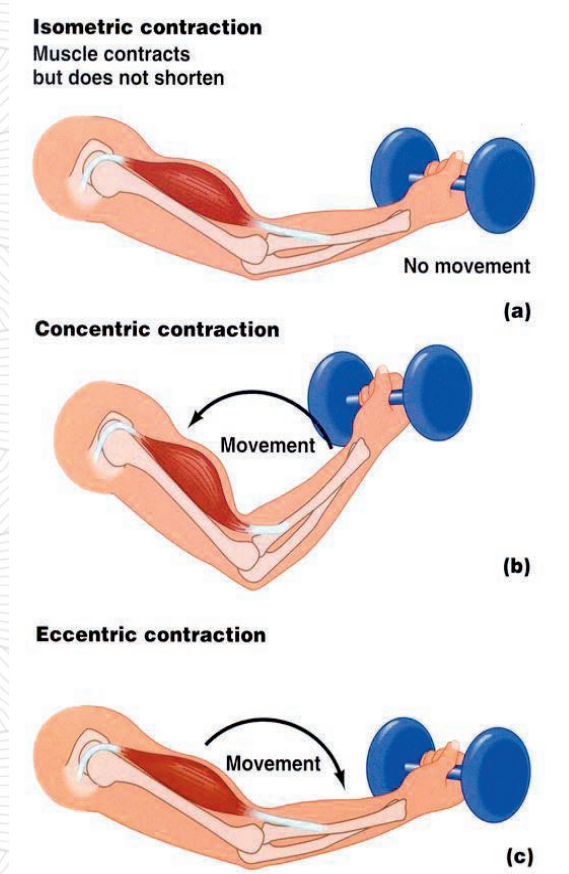 Isometric contraction
Muscle contracts
but does not shorten
No movement
(a)
Concentric contraction
Movement
(b)
Eccentric contraction
Movement
(c)